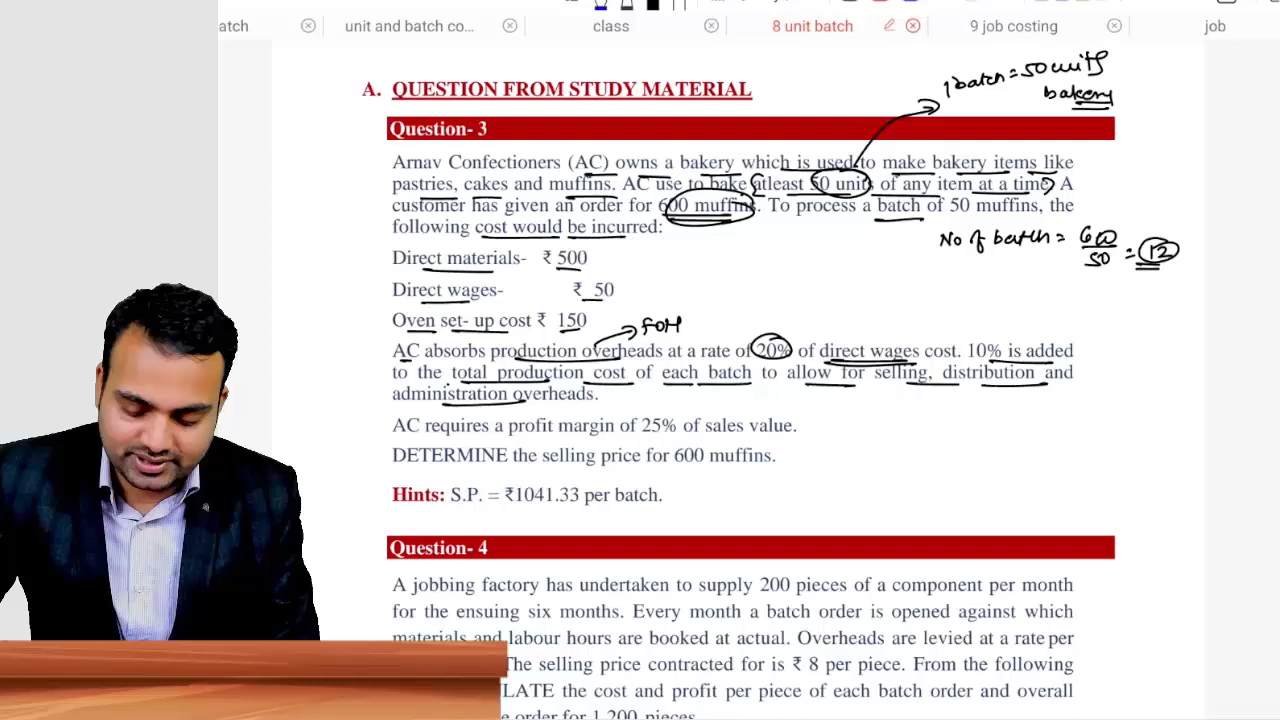 atch
unit and batch co...
class
8 unit batch
9 job costing
job
A. QUESTION FROM STUDY MATERIAL
1 batch = 50 units
bakery
Question- 3
Arnav Confectioners (AC) owns a bakery which is used to make bakery items like
pastries, cakes and muffins. AC use to bake atleast 50 units of any item at a time. A
customer has given an order for 600 muffins. To process a batch of 50 muffins, the
following cost would be incurred:
No of batch = 600/50 = 12
Direct materials- ₹ 500
Direct wages- ₹ 50
Oven set- up cost ₹ 150
FOH
AC absorbs production overheads at a rate of 20% of direct wages cost. 10% is added
to the total production cost of each batch to allow for selling, distribution and
administration overheads.
AC requires a profit margin of 25% of sales value.
DETERMINE the selling price for 600 muffins.
Hints: S.P. = ₹1041.33 per batch.
Question- 4
A jobbing factory has undertaken to supply 200 pieces of a component per month
for the ensuing six months. Every month a batch order is opened against which
materials and labour hours are booked at actual. Overheads are levied at a rate per
The selling price contracted for is ₹ 8 per piece. From the following
LATE the cost and profit per piece of each batch order and overall
e order for 1,200 pieces.